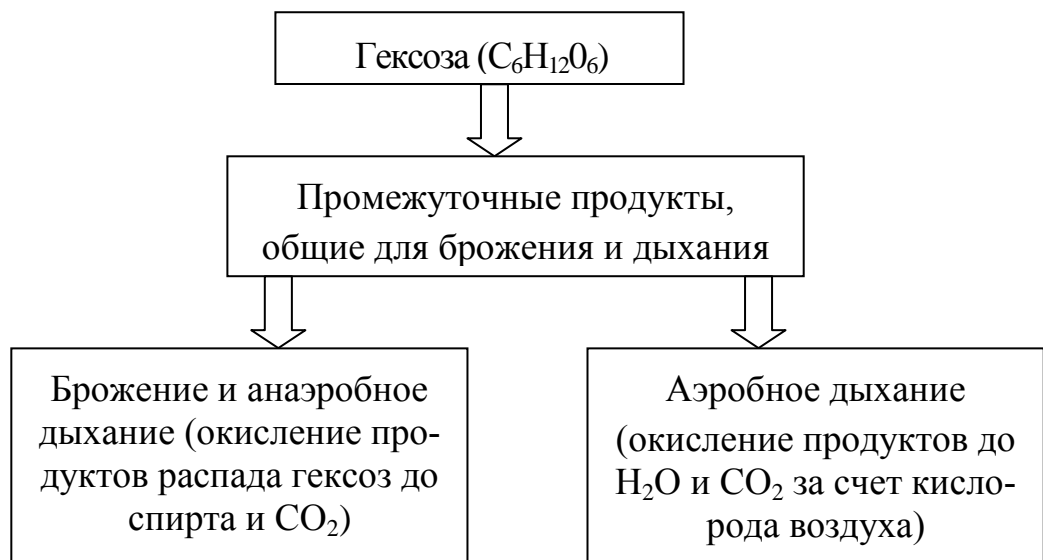 Гексоза (C₆H₁₂0₆)
Промежуточные продукты,
общие для брожения и дыхания
Брожение и анаэробное
дыхание (окисление про-
дуктов распада гексоз до
спирта и CO₂)
Аэробное дыхание
(окисление продуктов до
H₂O и CO₂ за счет кисло-
рода воздуха)